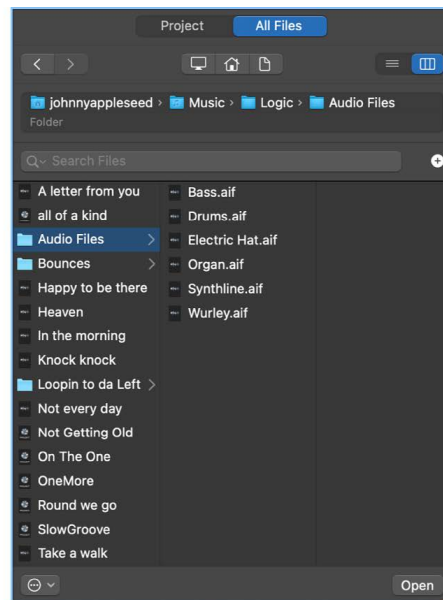 Project All Files
johnnyappleseed › Music › Logic › Audio Files
Folder
Search Files
A letter from you
all of a kind
Audio Files
Bounces
Happy to be there
Heaven
In the morning
Knock knock
Loopin to da Left
Not every day
Not Getting Old
On The One
OneMore
Round we go
SlowGroove
Take a walk
Bass.aif
Drums.aif
Electric Hat.aif
Organ.aif
Synthline.aif
Wurley.aif
Open